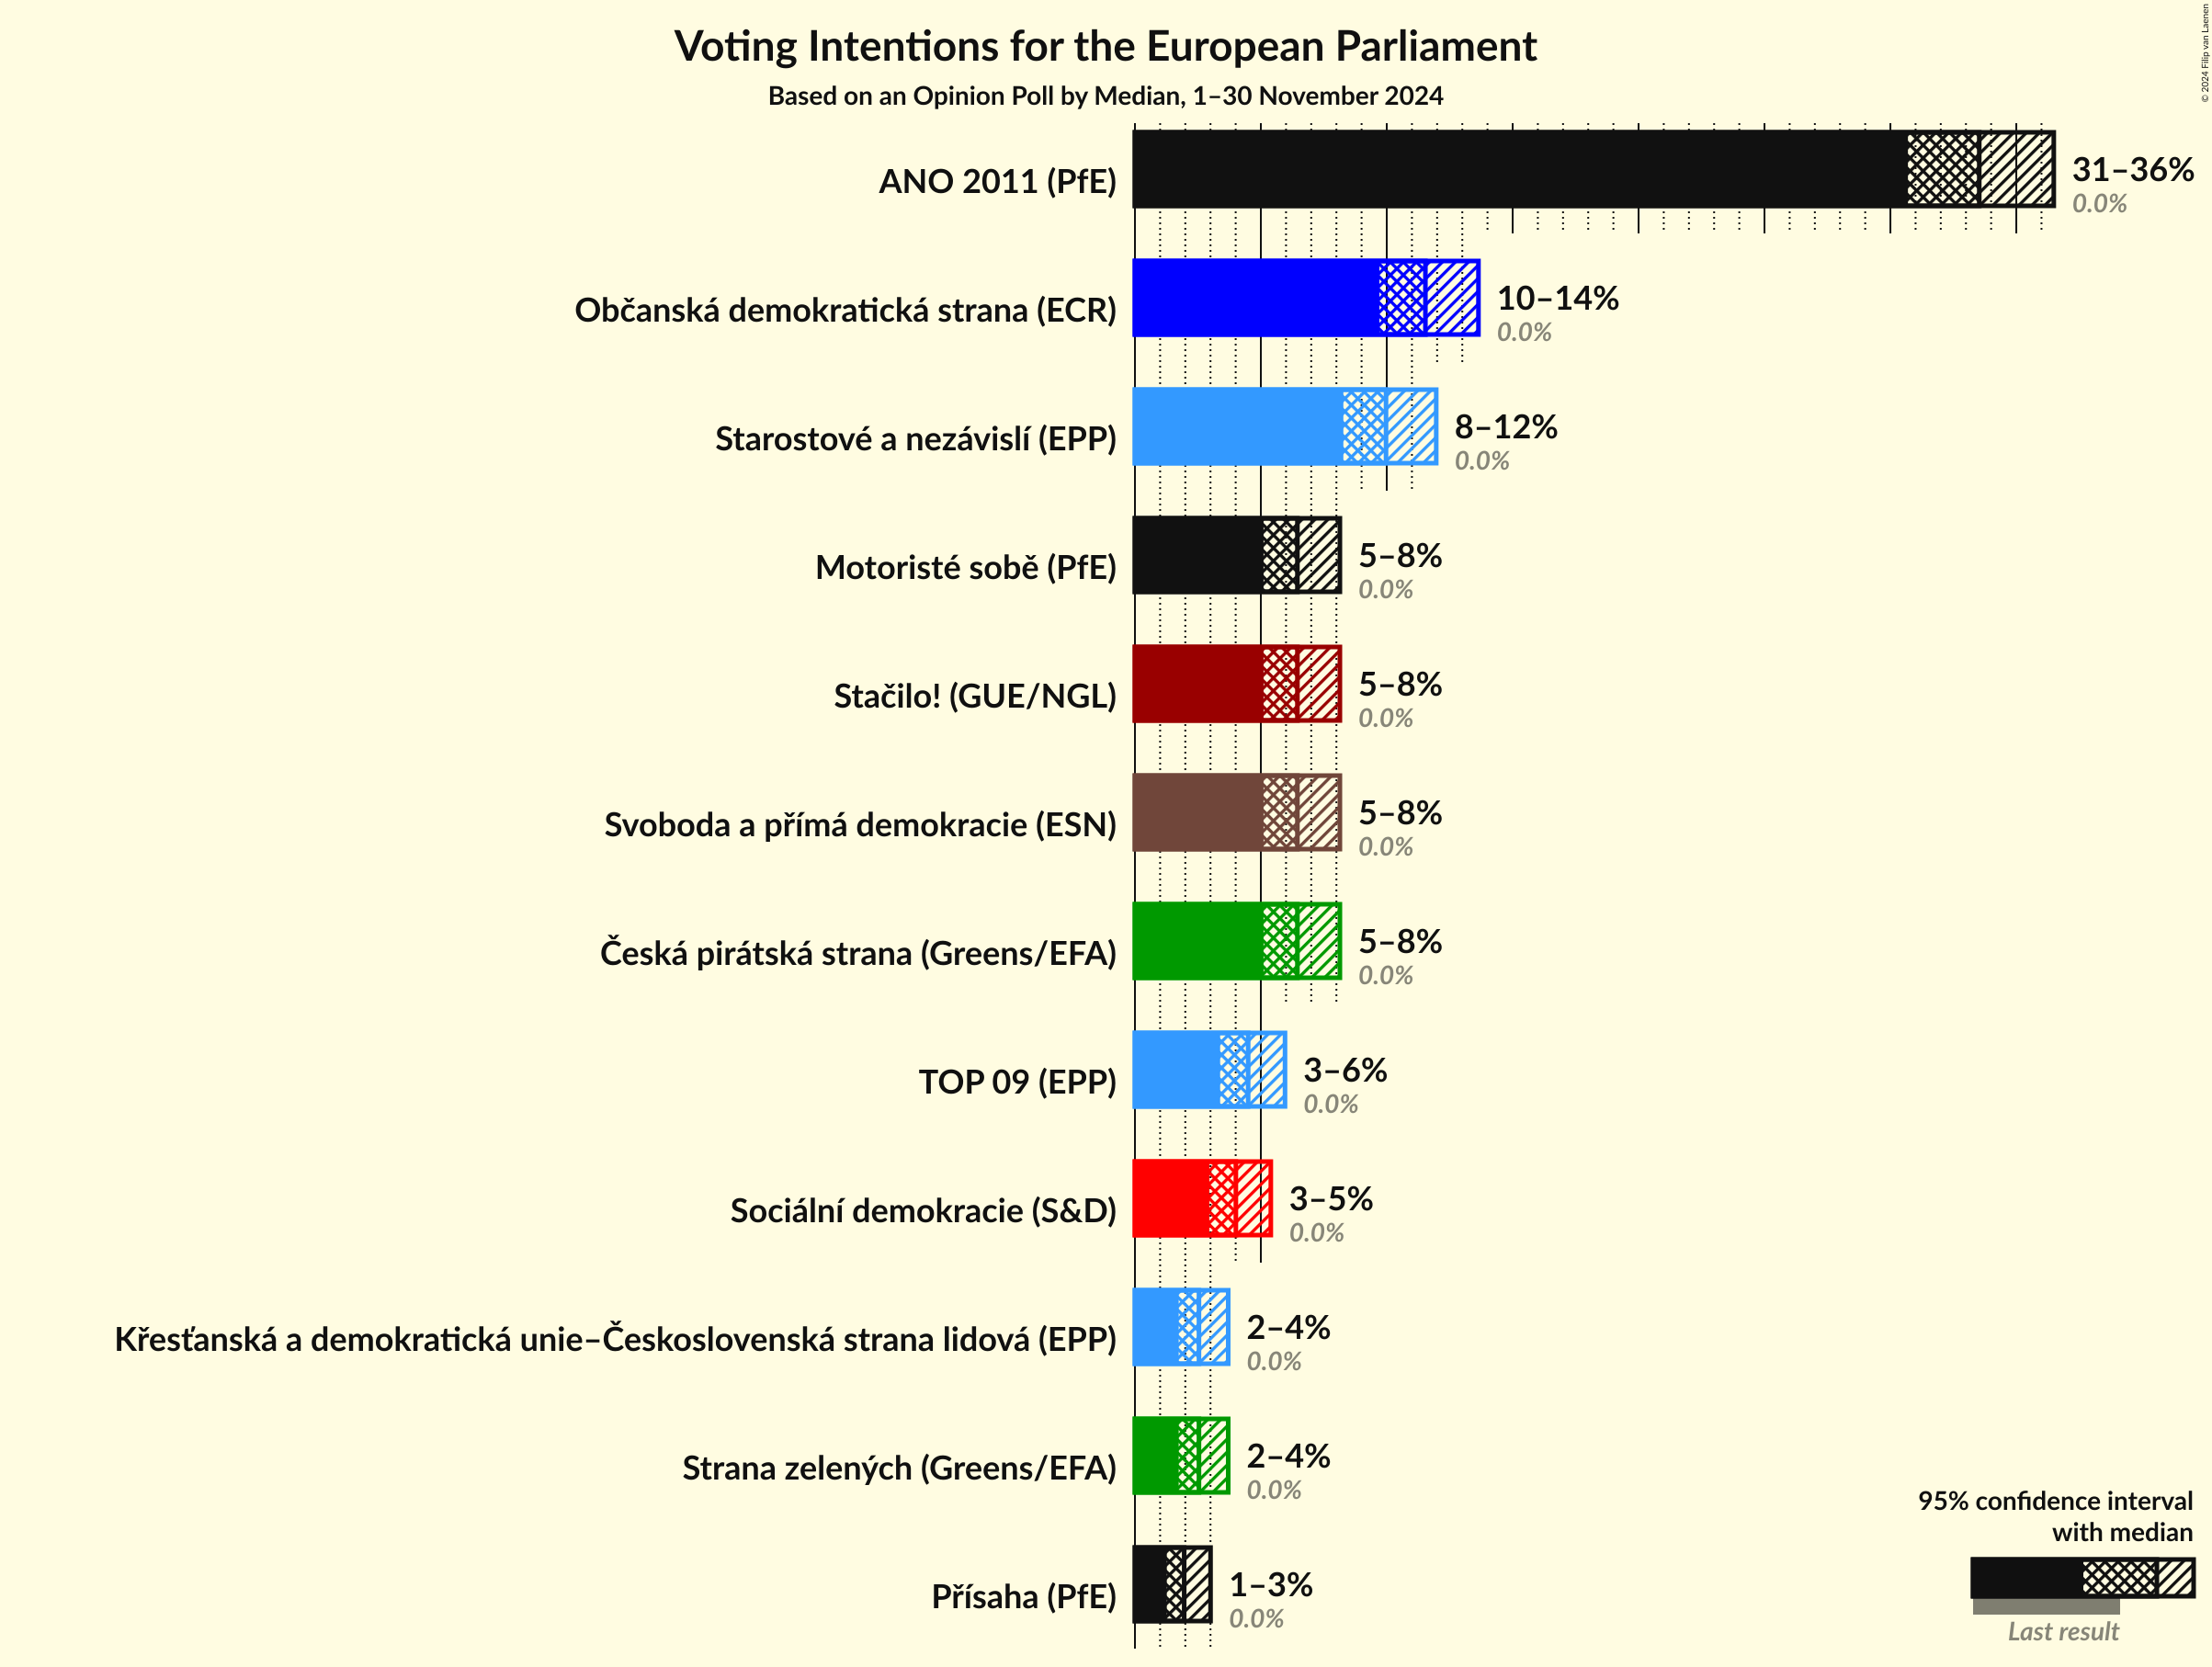 Voting Intentions for the European Parliament
Based on an Opinion Poll by Median, 1–30 November 2024
© 2024 Filip van Laenen
ANO 2011 (PfE)
31–36%
0.0%
Občanská demokratická strana (ECR)
10–14%
0.0%
Starostové a nezávislí (EPP)
8–12%
0.0%
Motoristé sobě (PfE)
5–8%
0.0%
Stačilo! (GUE/NGL)
5–8%
0.0%
Svoboda a přímá demokracie (ESN)
5–8%
0.0%
Česká pirátská strana (Greens/EFA)
5–8%
0.0%
TOP 09 (EPP)
3–6%
0.0%
Sociální demokracie (S&D)
3–5%
0.0%
Křesťanská a demokratická unie–Československá strana lidová (EPP)
2–4%
0.0%
Strana zelených (Greens/EFA)
2–4%
0.0%
Přísaha (PfE)
1–3%
0.0%
95% confidence interval
with median
Last result